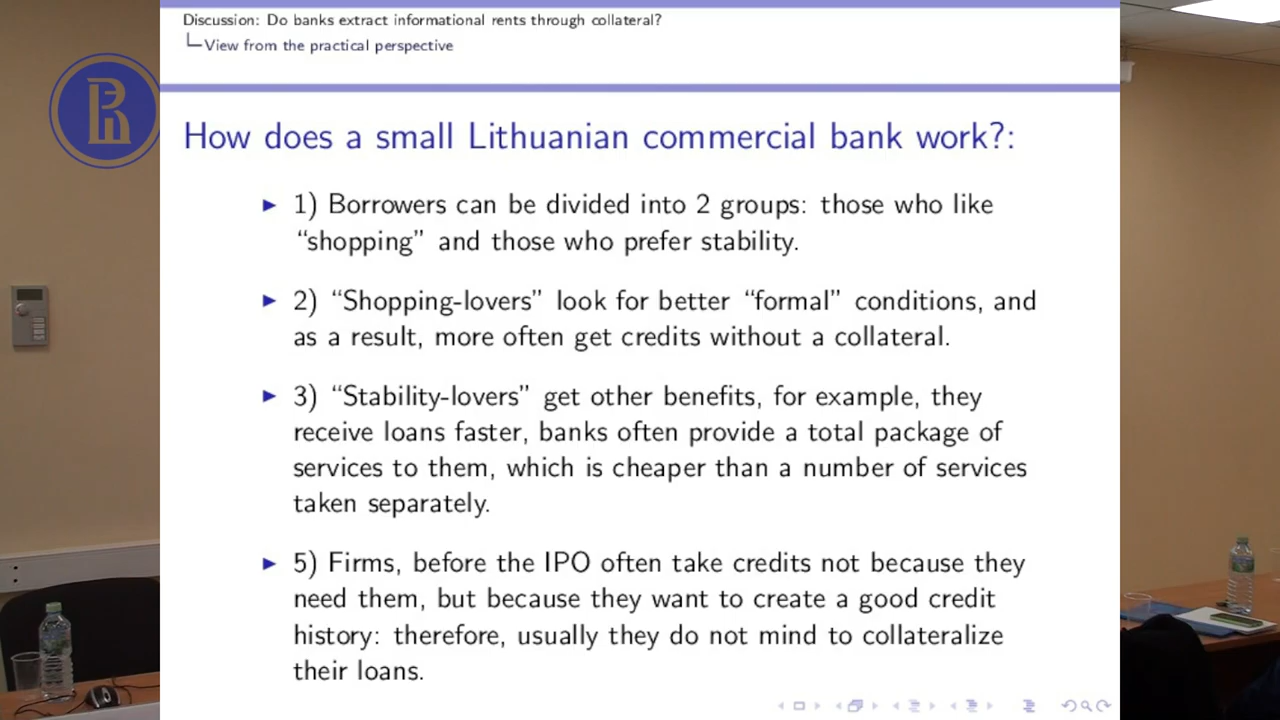 Discussion: Do banks extract informational rents through collateral?
View from the practical perspective
How does a small Lithuanian commercial bank work?:
1) Borrowers can be divided into 2 groups: those who like
“shopping” and those who prefer stability.
2) “Shopping-lovers” look for better “formal” conditions, and
as a result, more often get credits without a collateral.
3) “Stability-lovers” get other benefits, for example, they
receive loans faster, banks often provide a total package of
services to them, which is cheaper than a number of services
taken separately.
5) Firms, before the IPO often take credits not because they
need them, but because they want to create a good credit
history: therefore, usually they do not mind to collateralize
their loans.